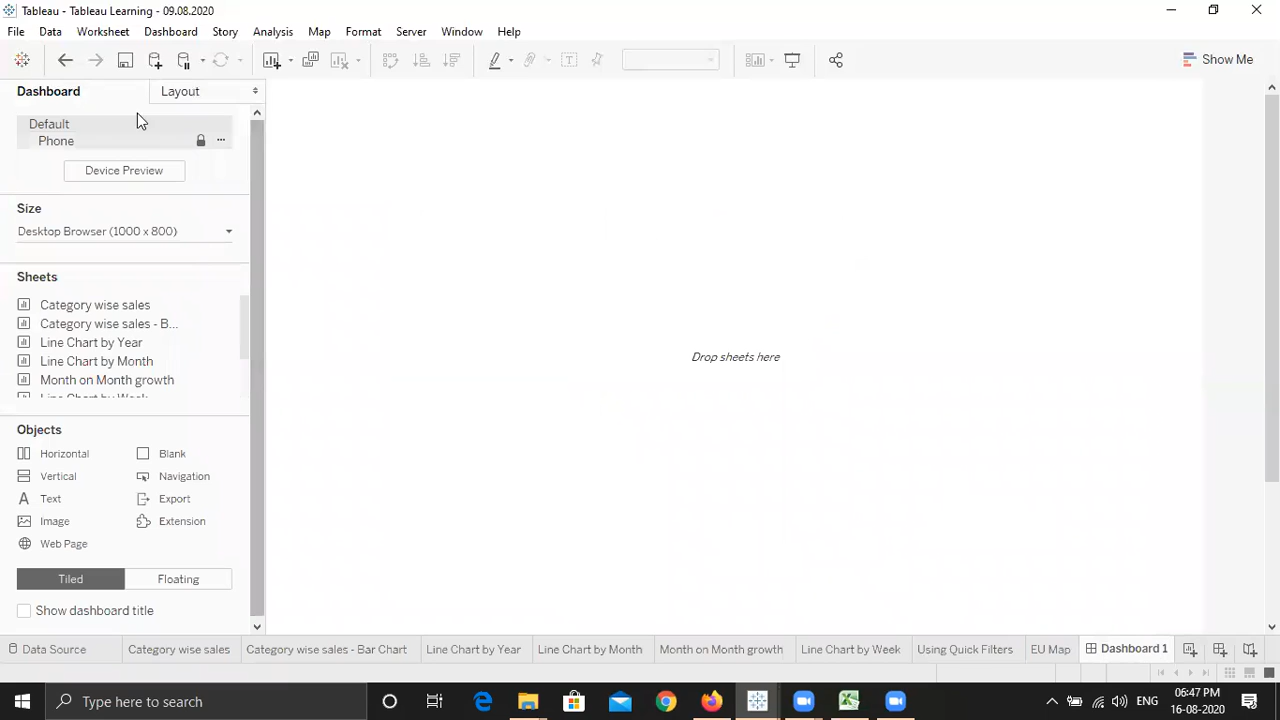 Tableau - Tableau Learning - 09.08.2020
File Data Worksheet Dashboard Story Analysis Map Format Server Window Help
Show Me
Dashboard
Layout
Default
Phone
Device Preview
Size
Desktop Browser (1000 x 800)
Sheets
Category wise sales
Category wise sales - B...
Line Chart by Year
Line Chart by Month
Month on Month growth
Line Chart by Week
Drop sheets here
Objects
Horizontal Blank
Vertical Navigation
Text Export
Image Extension
Web Page
Tiled Floating
Show dashboard title
Data Source Category wise sales Category wise sales - Bar Chart Line Chart by Year Line Chart by Month Month on Month growth Line Chart by Week Using Quick Filters EU Map Dashboard 1
Type here to search
ENG
06:47 PM
16-08-2020